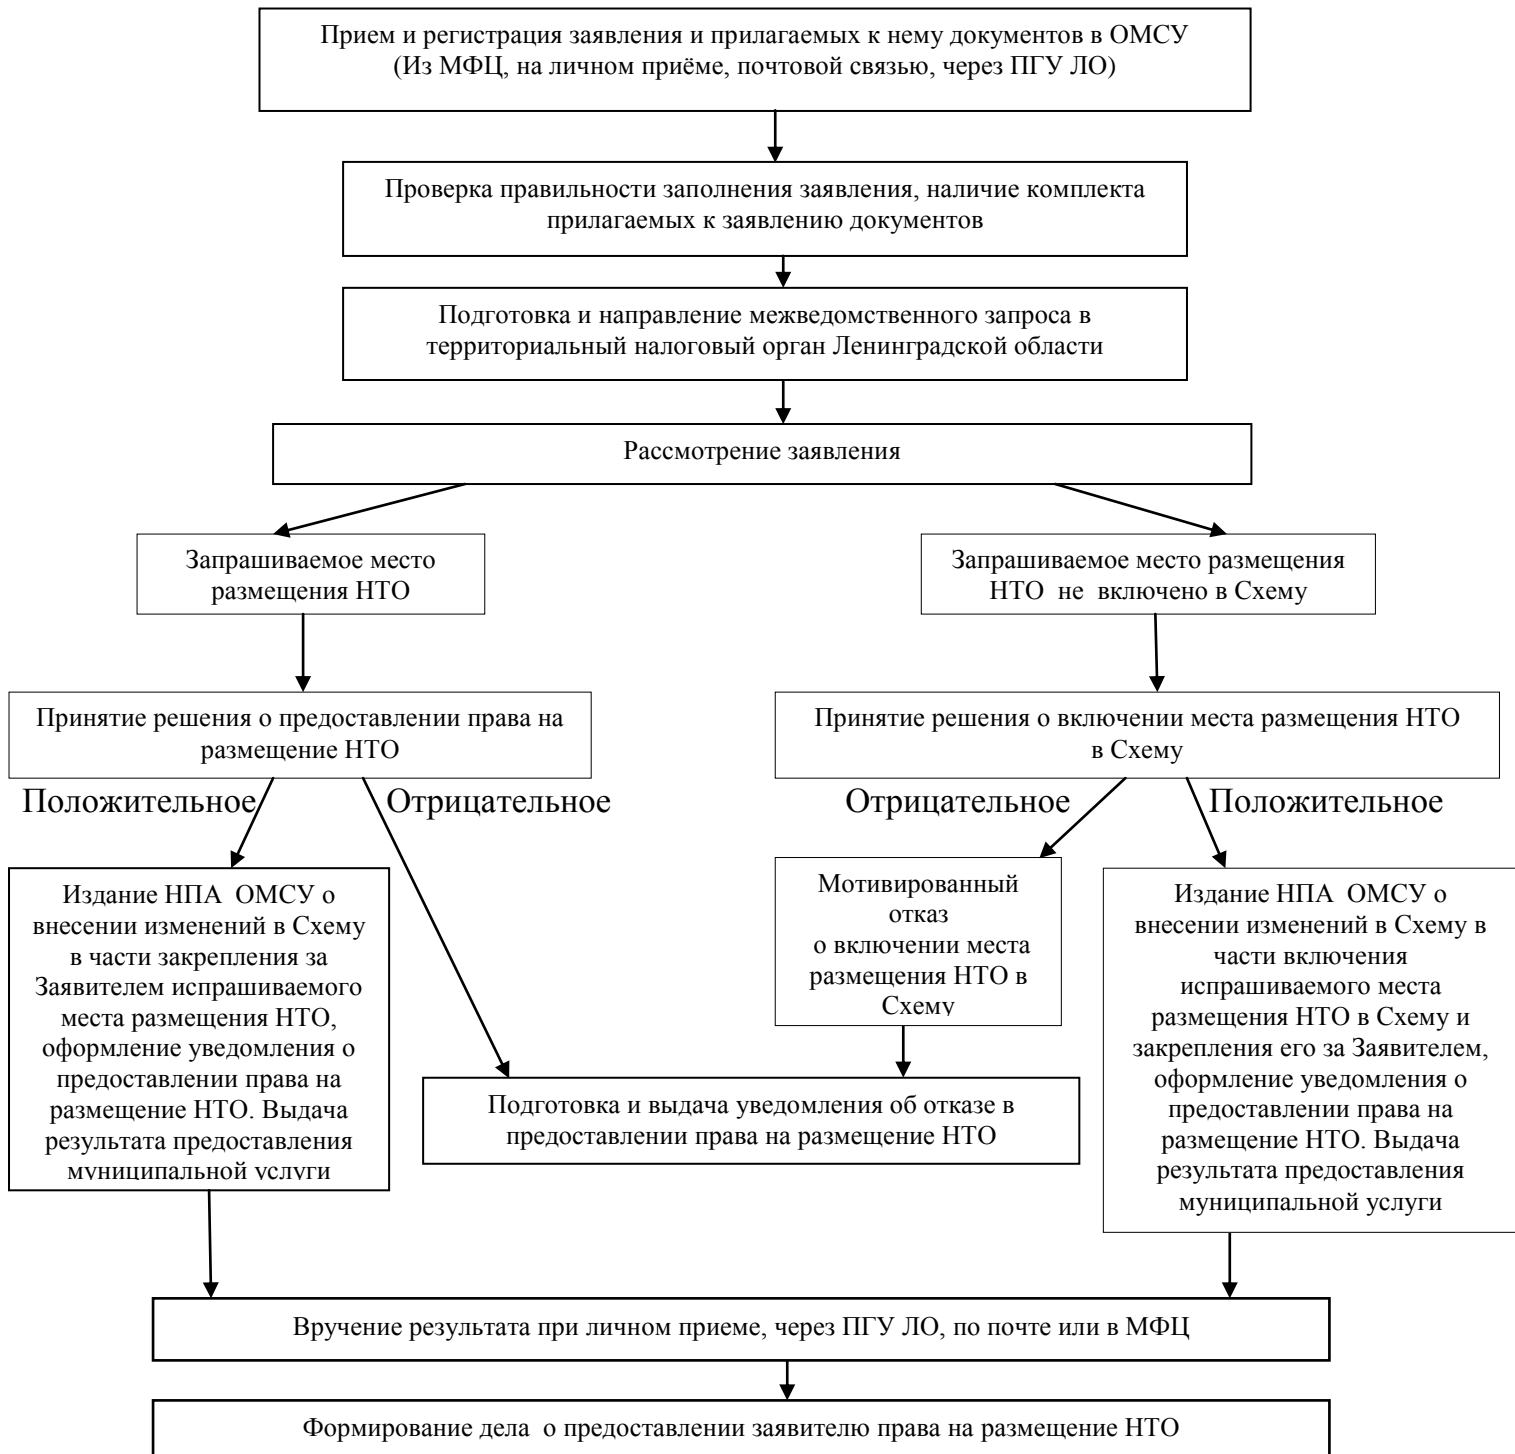 Прием и регистрация заявления и прилагаемых к нему документов в ОМСУ
(Из МФЦ, на личном приёме, почтовой связью, через ПГУ ЛО)
Проверка правильности заполнения заявления, наличие комплекта
прилагаемых к заявлению документов
Подготовка и направление межведомственного запроса в
территориальный налоговый орган Ленинградской области
Рассмотрение заявления
Запрашиваемое место
размещения НТО
Запрашиваемое место размещения
НТО не включено в Схему
Принятие решения о предоставлении права на
размещение НТО
Принятие решения о включении места размещения НТО
в Схему
Положительное
Отрицательное
Отрицательное
Положительное
Издание НПА ОМСУ о
внесении изменений в Схему
в части закрепления за
Заявителем испрашиваемого
места размещения НТО,
оформление уведомления о
предоставлении права на
размещение НТО. Выдача
результата предоставления
муниципальной услуги
Мотивированный
отказ
о включении места
размещения НТО в
Схему
Издание НПА ОМСУ о
внесении изменений в Схему в
части включения
испрашиваемого места
размещения НТО в Схему и
закрепления его за Заявителем,
оформление уведомления о
предоставлении права на
размещение НТО. Выдача
результата предоставления
муниципальной услуги
Подготовка и выдача уведомления об отказе в
предоставлении права на размещение НТО
Вручение результата при личном приеме, через ПГУ ЛО, по почте или в МФЦ
Формирование дела о предоставлении заявителю права на размещение НТО